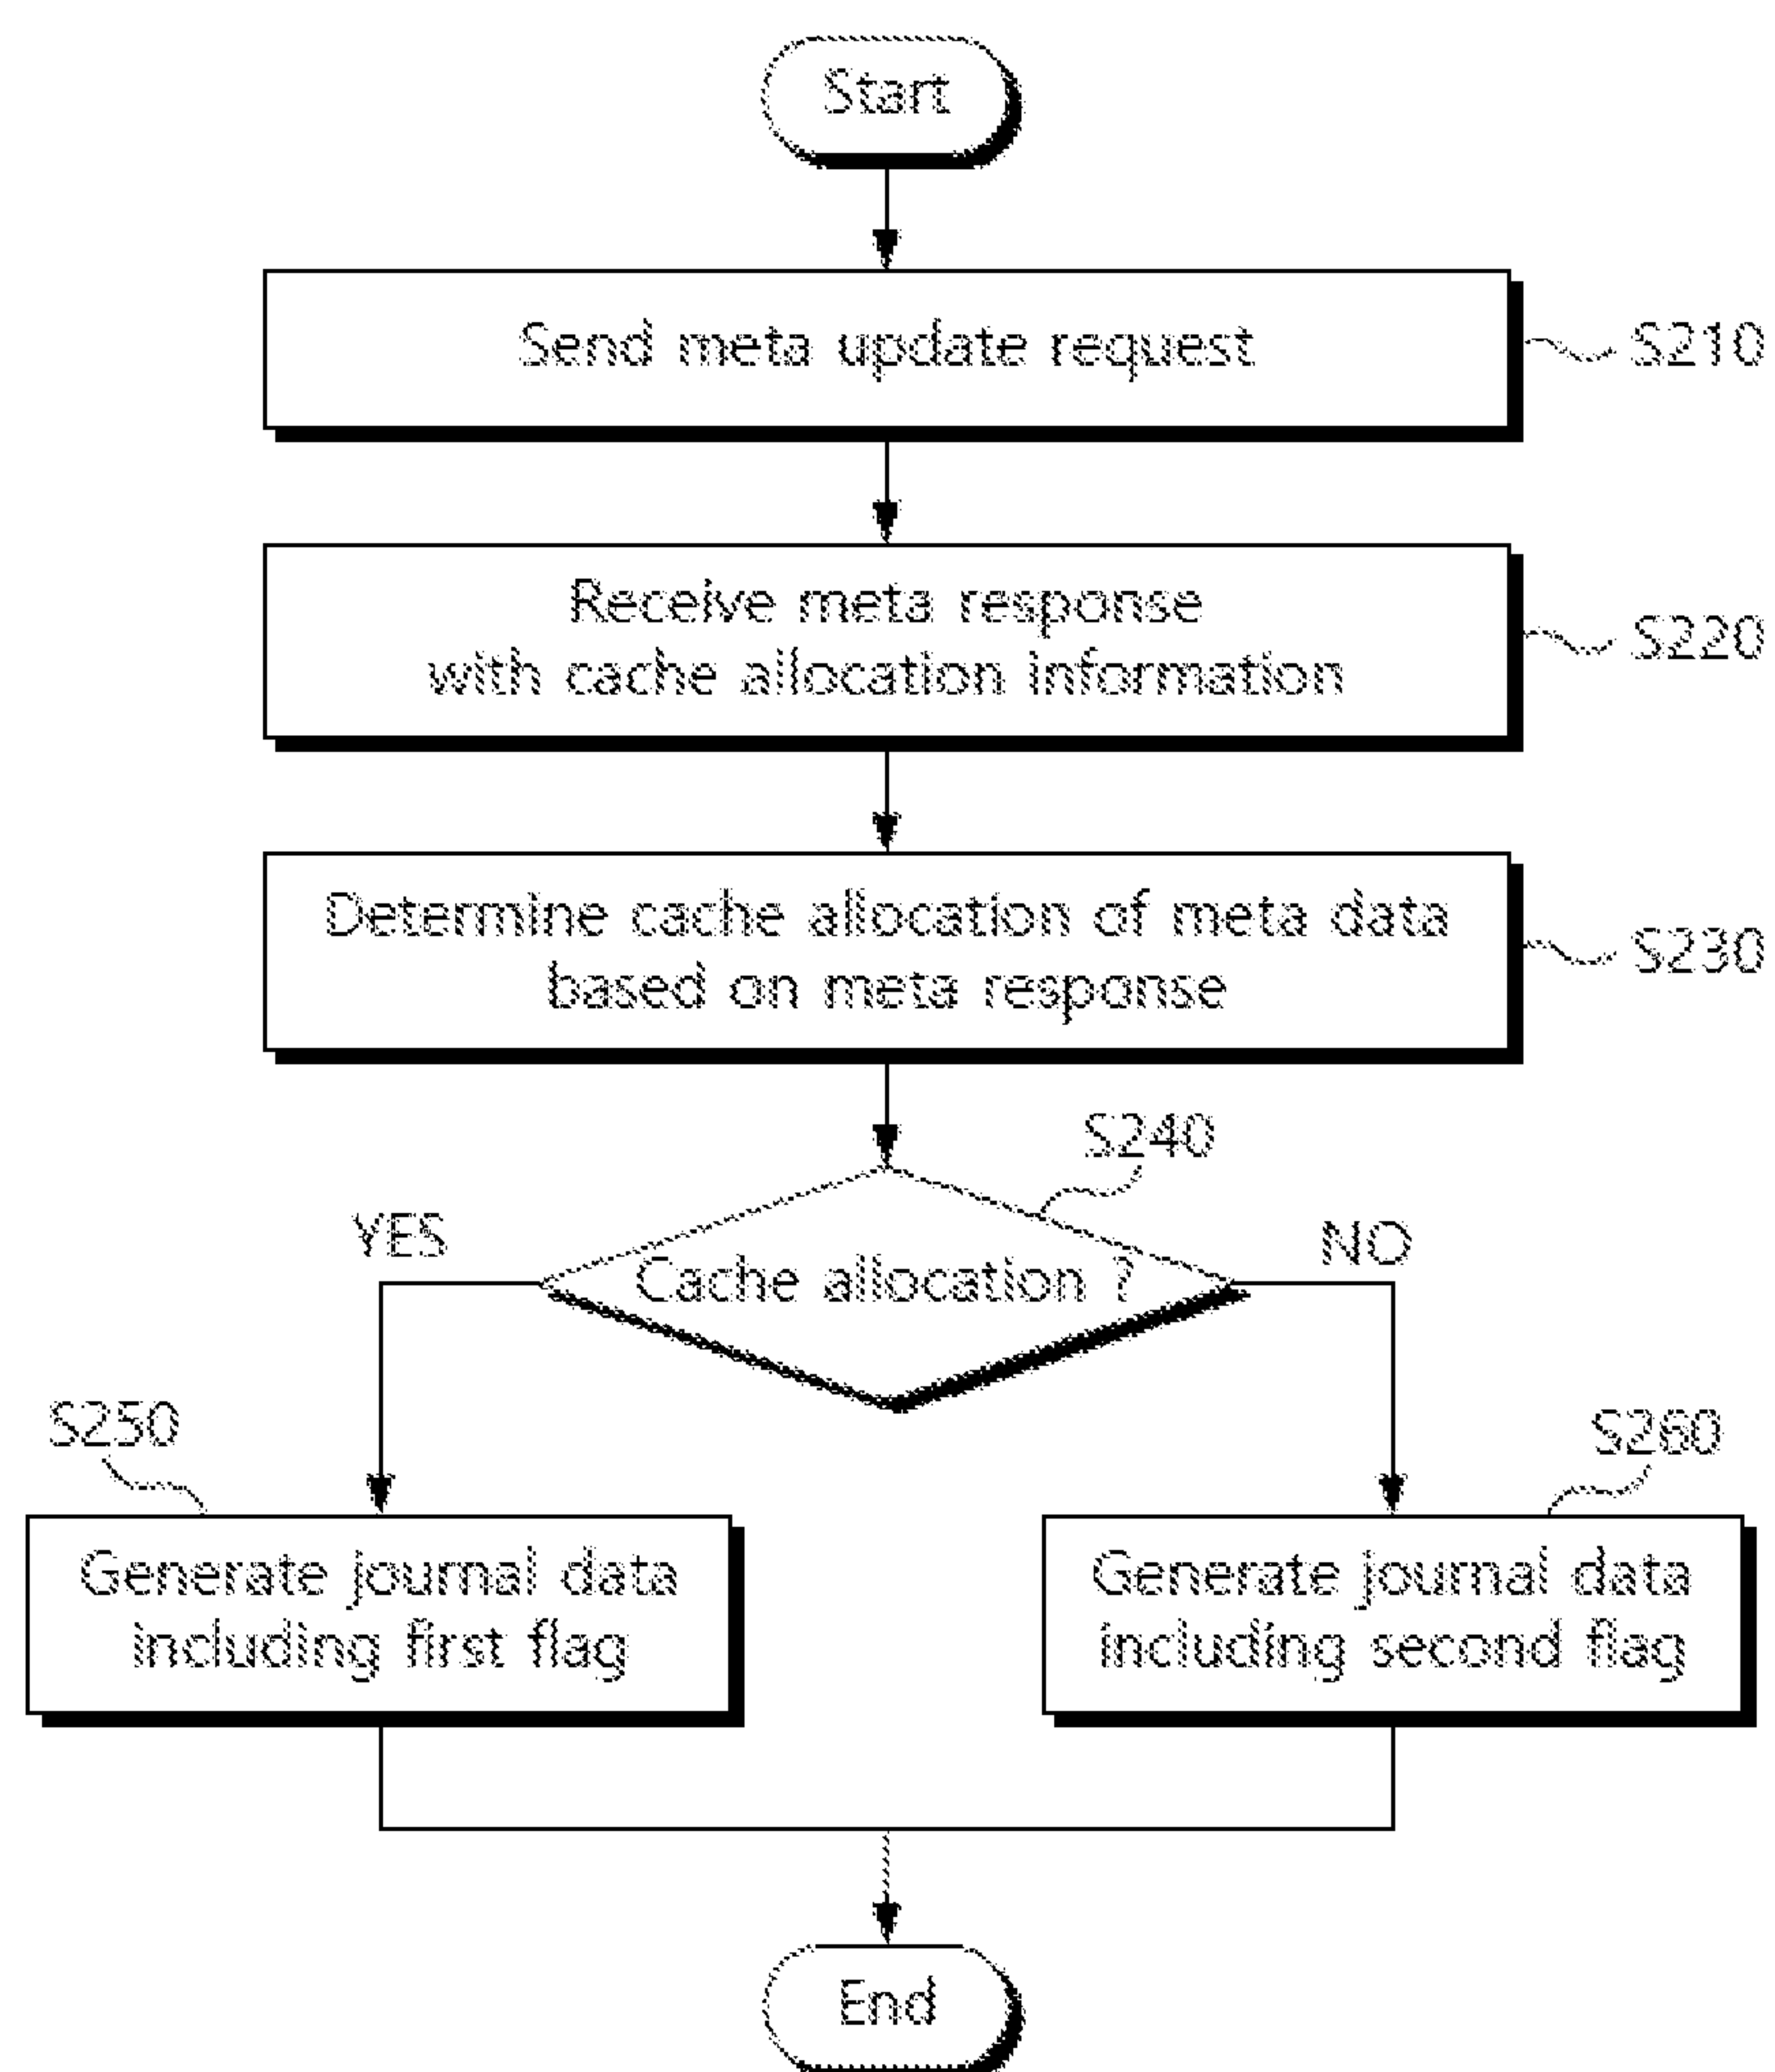 Start
Send meta update request
S210
Receive meta response
with cache allocation information
S220
Determine cache allocation of meta data
based on meta response
S230
S240
YES
Cache allocation ?
NO
S250
S260
Generate journal data
including first flag
Generate journal data
including second flag
End